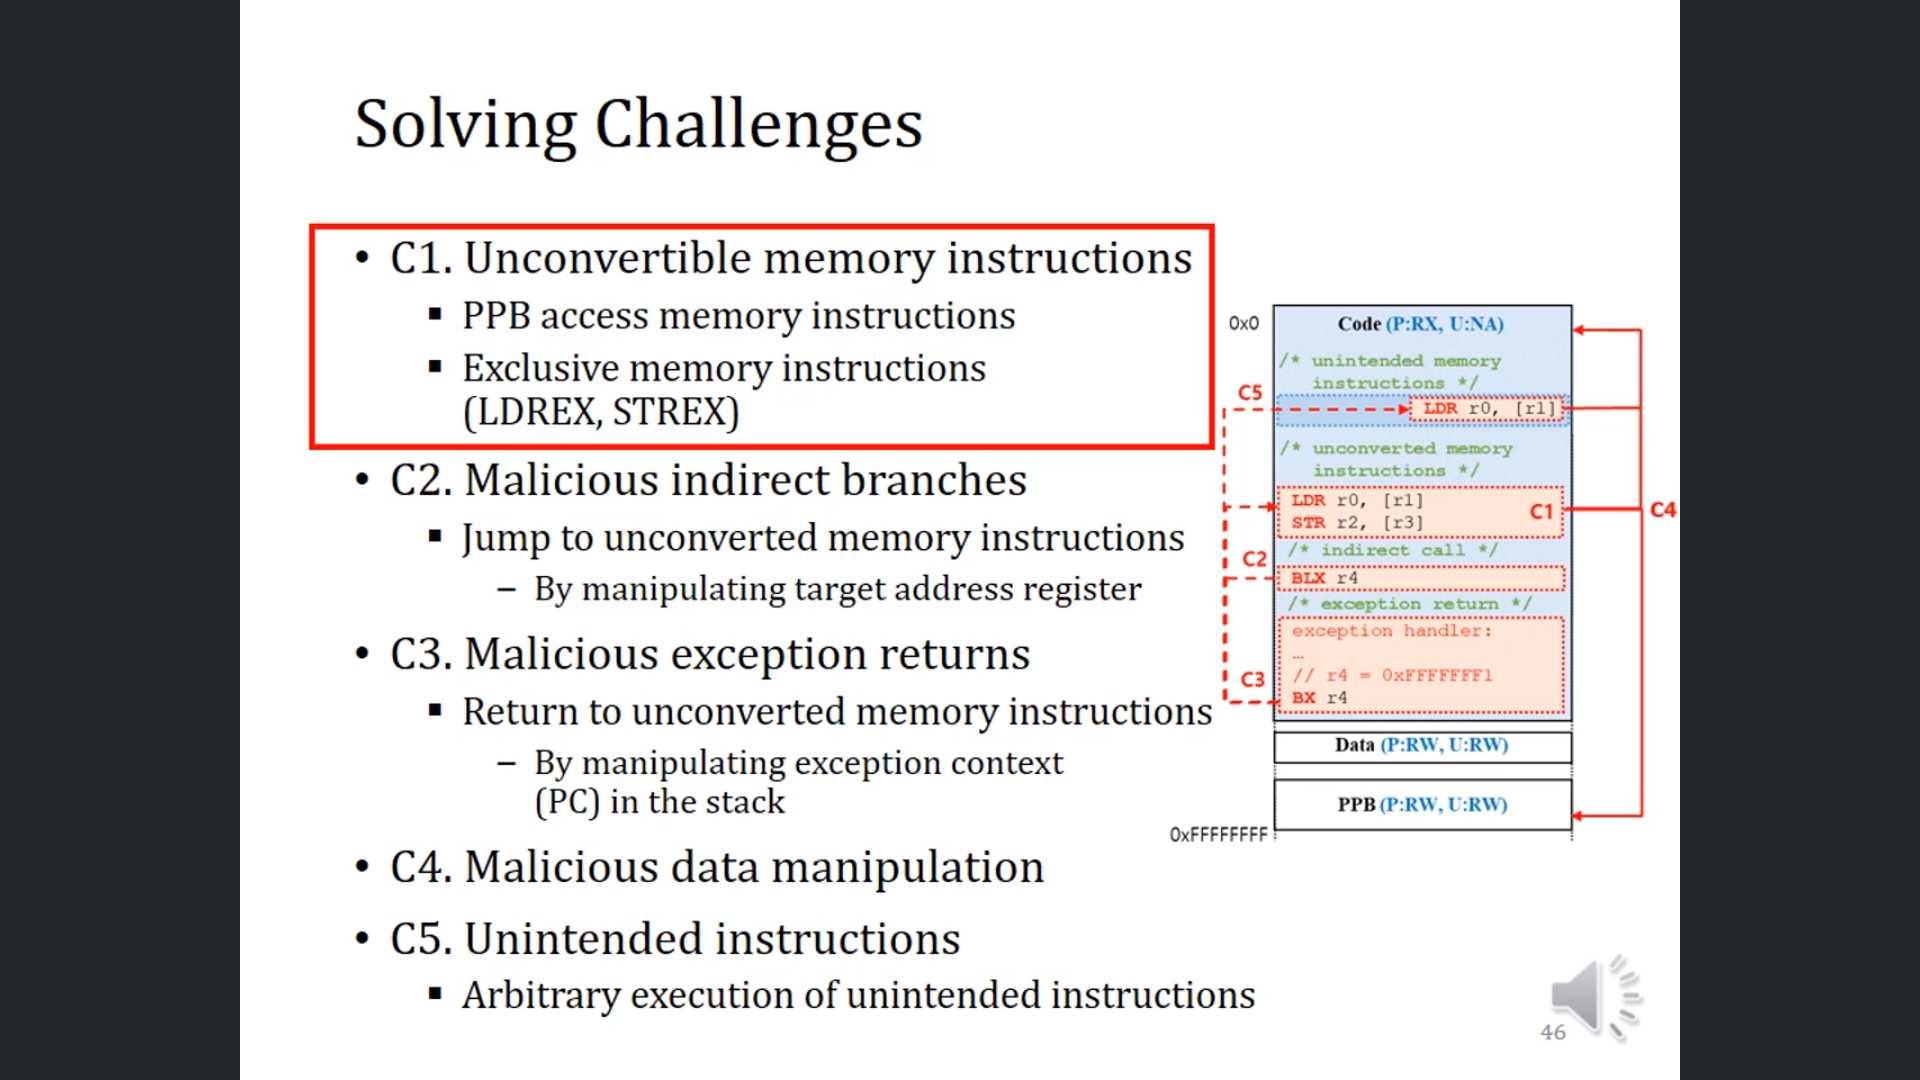 Solving Challenges
• C1. Unconvertible memory instructions
▪ PPB access memory instructions
▪ Exclusive memory instructions
(LDREX, STREX)
• C2. Malicious indirect branches
▪ Jump to unconverted memory instructions
– By manipulating target address register
• C3. Malicious exception returns
▪ Return to unconverted memory instructions
– By manipulating exception context
(PC) in the stack
• C4. Malicious data manipulation
• C5. Unintended instructions
▪ Arbitrary execution of unintended instructions
0x0
Code (P:RX, U:NA)
/* unintended memory
instructions */
C5
LDR r0, [r1]
/* unconverted memory
instructions */
LDR r0, [r1]
STR r2, [r3]
C1
C4
/* indirect call */
C2
BLX r4
/* exception return */
exception handler:
…
// r4 = 0xFFFFFFF1
C3
BX r4
Data (P:RW, U:RW)
PPB (P:RW, U:RW)
0xFFFFFFFF
46